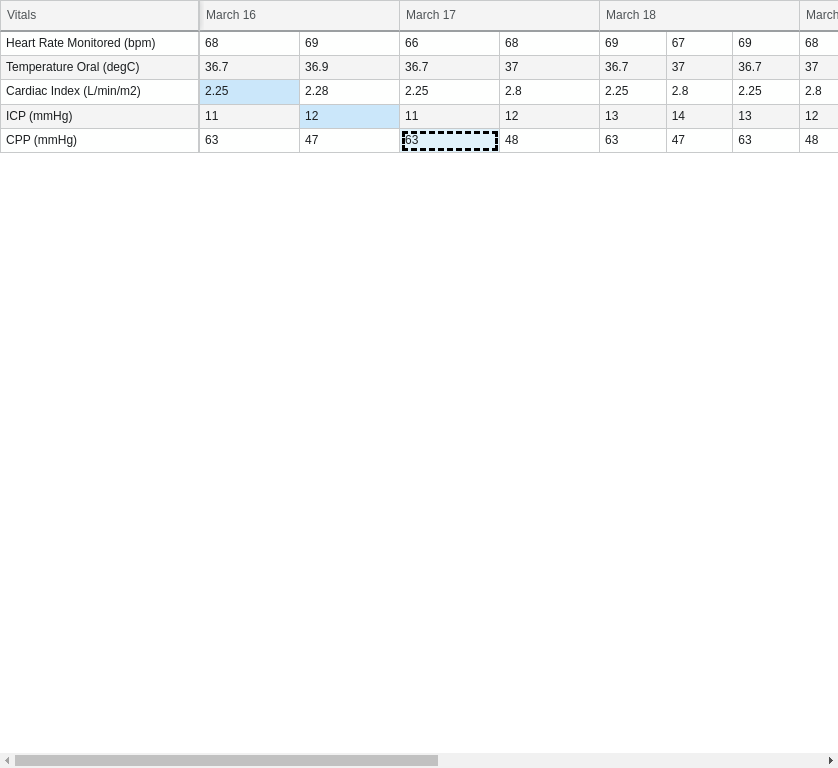 Vitals March 16 March 17 March 18 March
Heart Rate Monitored (bpm) 68 69 66 68 69 67 69 68
Temperature Oral (degC) 36.7 36.9 36.7 37 36.7 37 36.7 37
Cardiac Index (L/min/m2) 2.25 2.28 2.25 2.8 2.25 2.8 2.25 2.8
ICP (mmHg) 11 12 11 12 13 14 13 12
CPP (mmHg) 63 47 63 48 63 47 63 48